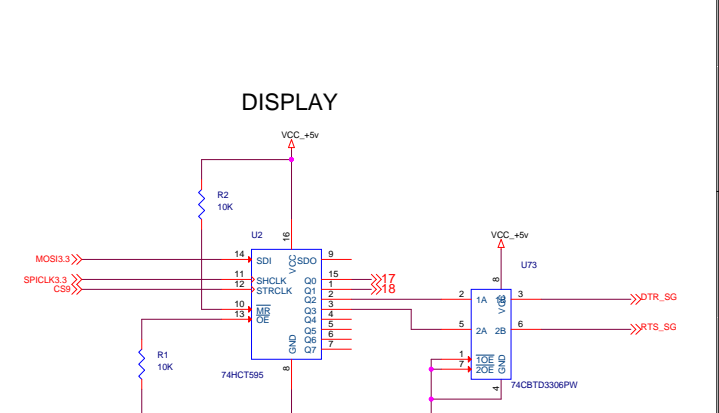 DISPLAY
VCC_+5v
R2
10K
U2
16
VCC
MOSI3.3
14
SDI
SDO
9
SPICLK3.3
11
SHCLK
Q0
15
17
CS9
12
STRCLK
Q1
1
18
Q2
2
10
MR
Q3
3
13
OE
Q4
4
Q5
5
Q6
6
Q7
7
GND
8
74HCT595
R1
10K
VCC_+5v
U73
8
VCC
2
1A
1B
3
DTR_SG
5
2A
2B
6
RTS_SG
1
1OE
7
2OE
GND
4
74CBTD3306PW